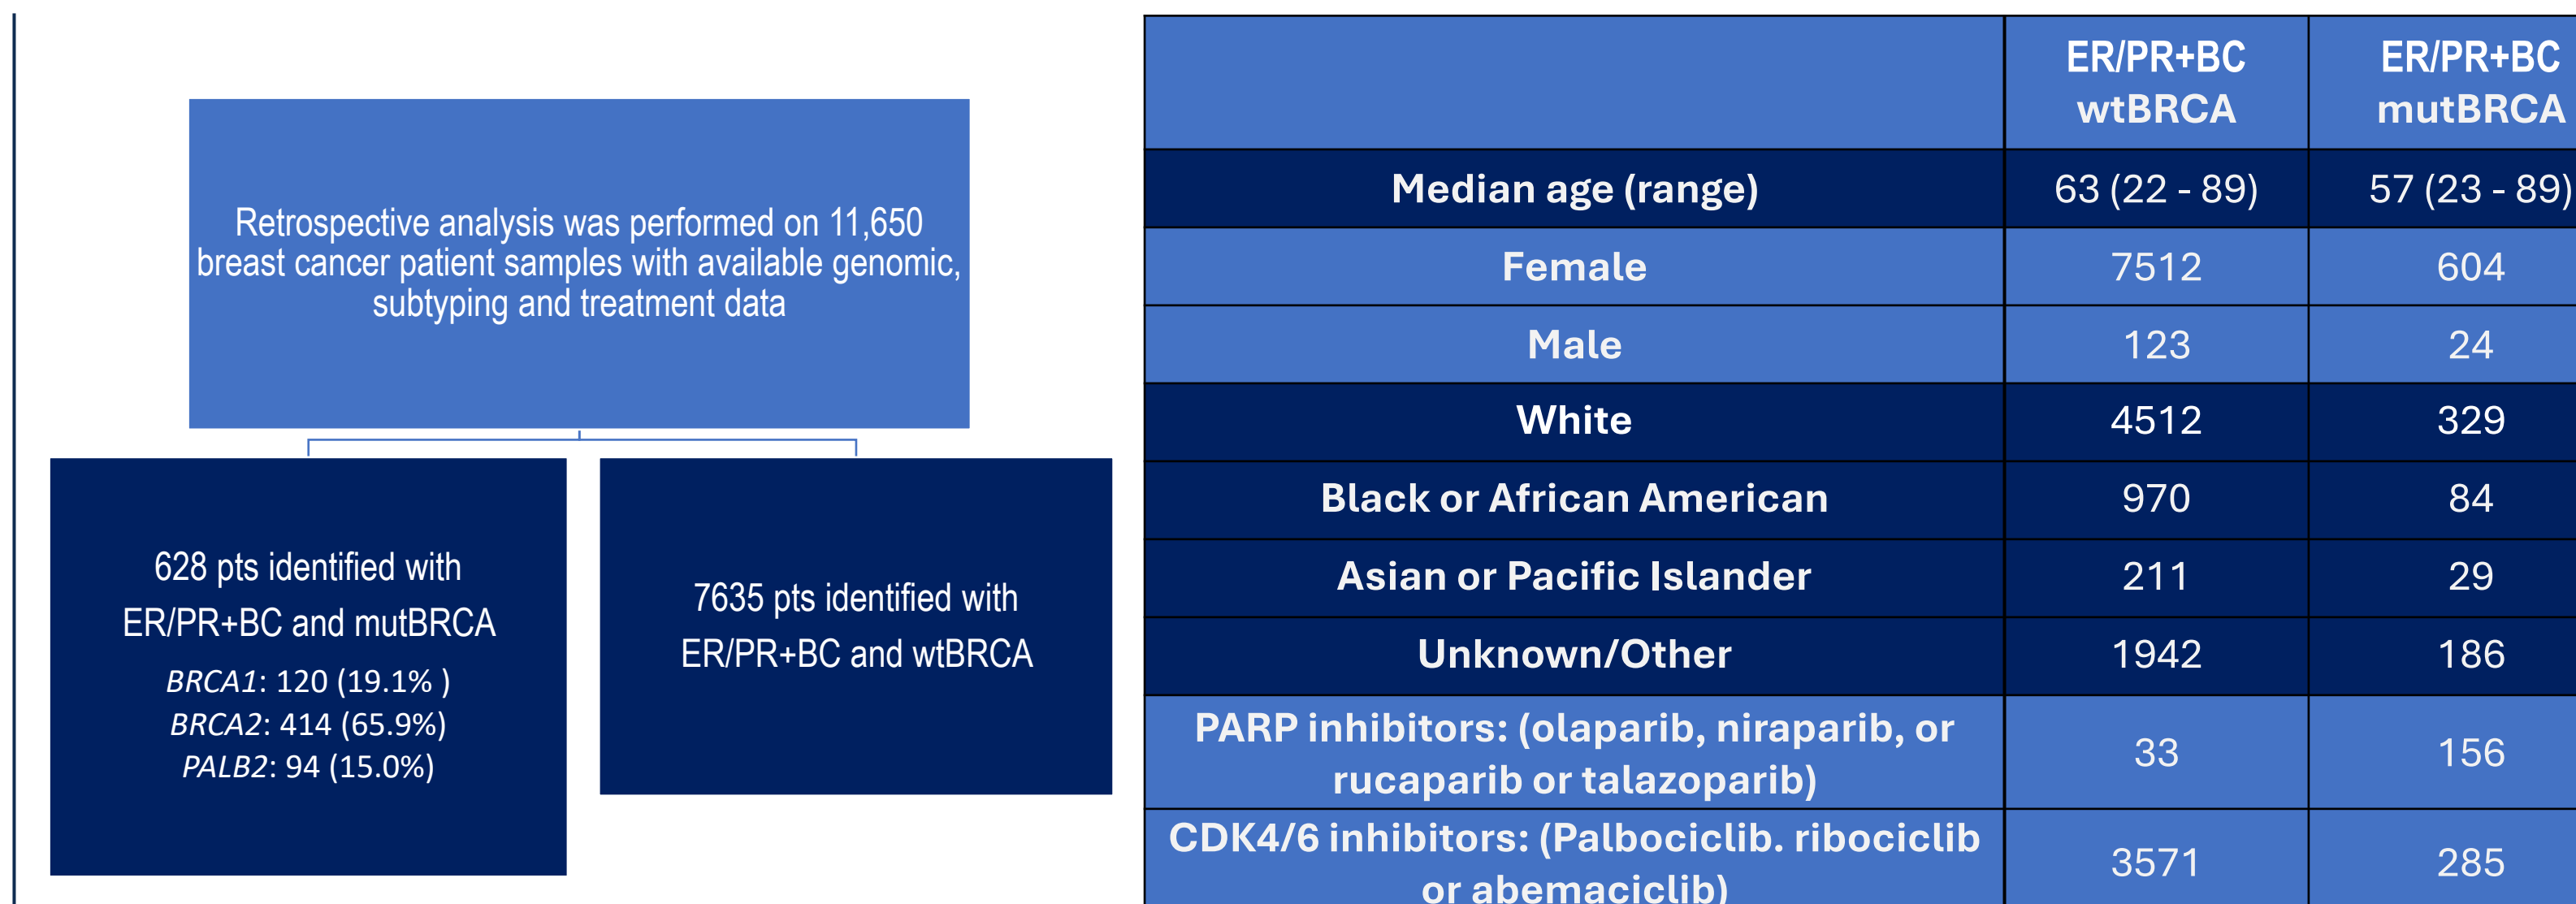 Retrospective analysis was performed on 11,650
breast cancer patient samples with available genomic,
subtyping and treatment data
628 pts identified with
ER/PR+BC and mutBRCA
BRCA1: 120 (19.1% )
BRCA2: 414 (65.9%)
PALB2: 94 (15.0%)
7635 pts identified with
ER/PR+BC and wtBRCA
ER/PR+BC
wtBRCA
ER/PR+BC
mutBRCA
Median age (range) 63 (22 - 89) 57 (23 - 89)
Female 7512 604
Male 123 24
White 4512 329
Black or African American 970 84
Asian or Pacific Islander 211 29
Unknown/Other 1942 186
PARP inhibitors: (olaparib, niraparib, or
rucaparib or talazoparib)
33 156
CDK4/6 inhibitors: (Palbociclib. ribociclib
or abemaciclib)
3571 285